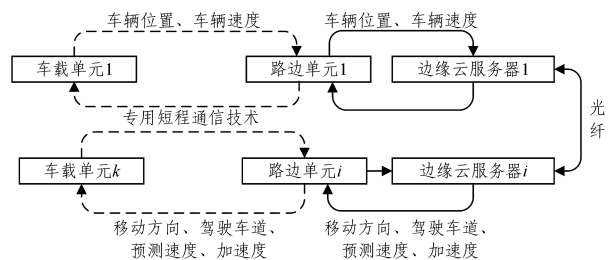 车辆位置、车辆速度
车辆位置、车辆速度
车载单元1
路边单元1
边缘云服务器1
专用短程通信技术
光纤
车载单元k
路边单元i
边缘云服务器i
移动方向、驾驶车道、
预测速度、加速度
移动方向、驾驶车道、
预测速度、加速度